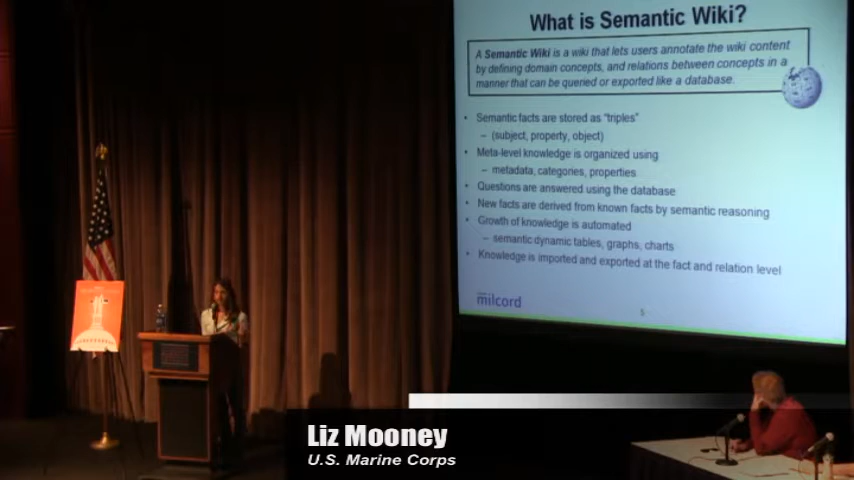 What is Semantic Wiki?
A Semantic Wiki is a wiki that lets users annotate the wiki content
by defining domain concepts, and relations between concepts in a
manner that can be queried or exported like a database.
• Semantic facts are stored as "triples"
– (subject, property, object)
• Meta-level knowledge is organized using
– metadata, categories, properties
• Questions are answered using the database
• New facts are derived from known facts by semantic reasoning
• Growth of knowledge is automated
– semantic dynamic tables, graphs, charts
• Knowledge is imported and exported at the fact and relation level
milcord
5
Liz Mooney
U.S. Marine Corps